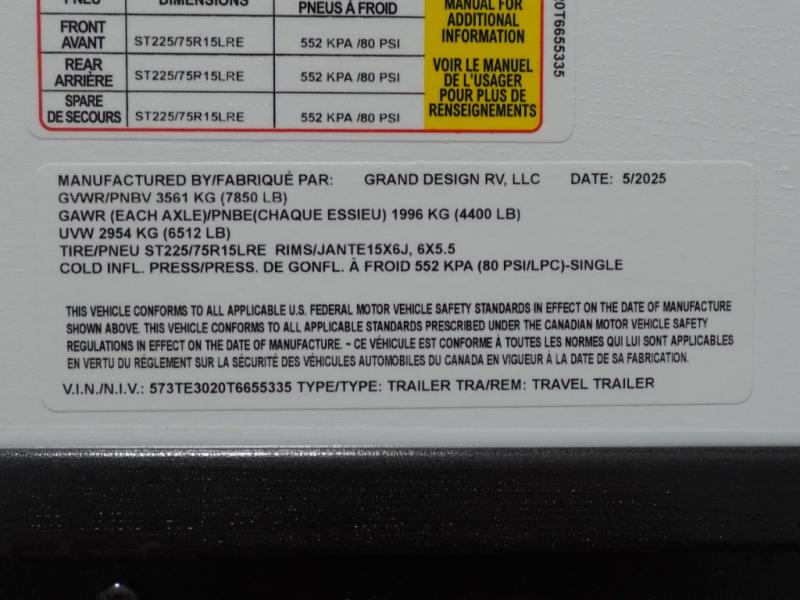 PNEU DIMENSIONS PNEUS À FROID
FRONT
AVANT ST225/75R15LRE 552 KPA /80 PSI
REAR
ARRIÈRE ST225/75R15LRE 552 KPA /80 PSI
SPARE
DE SECOURS ST225/75R15LRE 552 KPA /80 PSI
MANUAL FOR
ADDITIONAL
INFORMATION
VOIR LE MANUEL
DE L'USAGER
POUR PLUS DE
RENSEIGNEMENTS
20T6655335
MANUFACTURED BY/FABRIQUÉ PAR: GRAND DESIGN RV, LLC DATE: 5/2025
GVWR/PNBV 3561 KG (7850 LB)
GAWR (EACH AXLE)/PNBE(CHAQUE ESSIEU) 1996 KG (4400 LB)
UVW 2954 KG (6512 LB)
TIRE/PNEU ST225/75R15LRE RIMS/JANTE15X6J, 6X5.5
COLD INFL. PRESS/PRESS. DE GONFL. À FROID 552 KPA (80 PSI/LPC)-SINGLE
THIS VEHICLE CONFORMS TO ALL APPLICABLE U.S. FEDERAL MOTOR VEHICLE SAFETY STANDARDS IN EFFECT ON THE DATE OF MANUFACTURE
SHOWN ABOVE. THIS VEHICLE CONFORMS TO ALL APPLICABLE STANDARDS PRESCRIBED UNDER THE CANADIAN MOTOR VEHICLE SAFETY
REGULATIONS IN EFFECT ON THE DATE OF MANUFACTURE. ~ CE VÉHICULE EST CONFORME À TOUTES LES NORMES QUI LUI SONT APPLICABLES
EN VERTU DU RÉGLEMENT SUR LA SÉCURITÉ DES VÉHICULES AUTOMOBILES DU CANADA EN VIGUEUR À LA DATE DE SA FABRICATION.
V.I.N./N.I.V.: 573TE3020T6655335 TYPE/TYPE: TRAILER TRA/REM: TRAVEL TRAILER